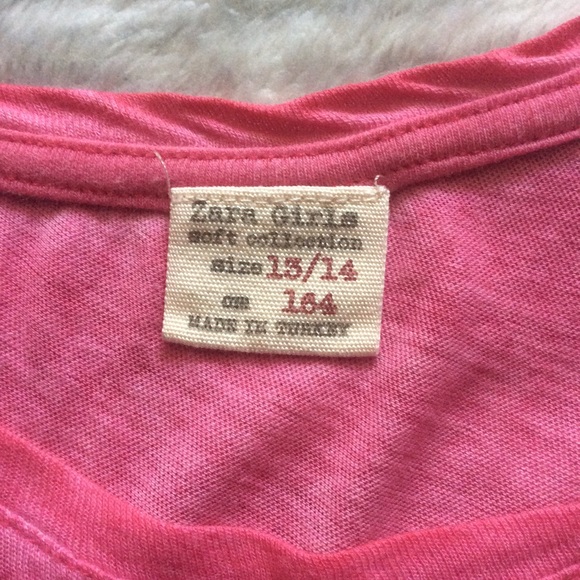 Zara Girls
soft collection
size 13/14
cm 164
MADE IN TURKEY